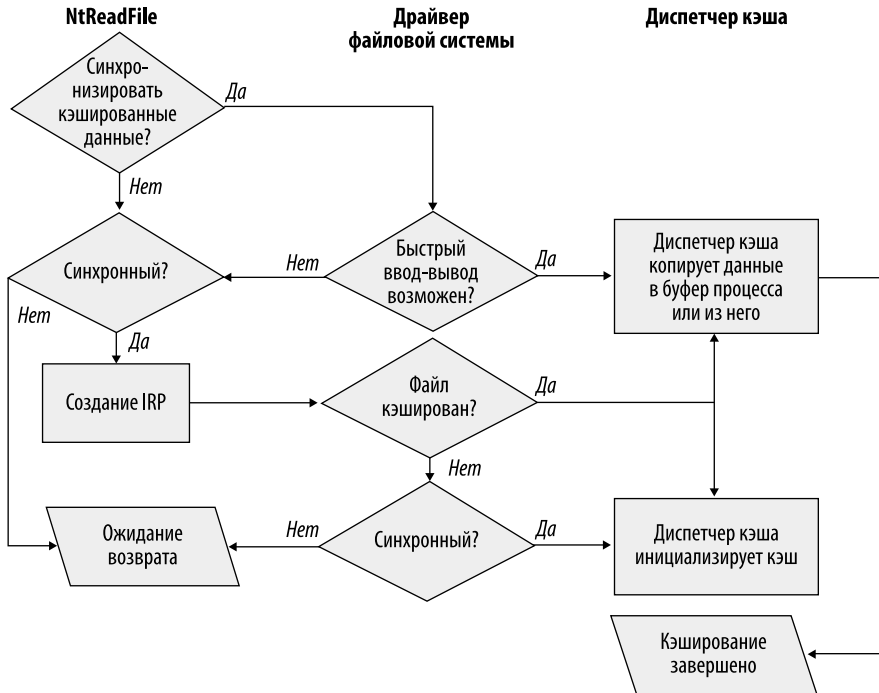 NtReadFile
Драйвер
файловой системы
Диспетчер кэша
Синхро-
низировать
кэшированные
данные?
Да
Нет
Синхронный?
Нет
Быстрый
ввод-вывод
возможен?
Да
Диспетчер кэша
копирует данные
в буфер процесса
или из него
Нет
Да
Создание IRP
Файл
кэширован?
Да
Нет
Ожидание
возврата
Нет
Синхронный?
Да
Диспетчер кэша
инициализирует кэш
Кэширование
завершено